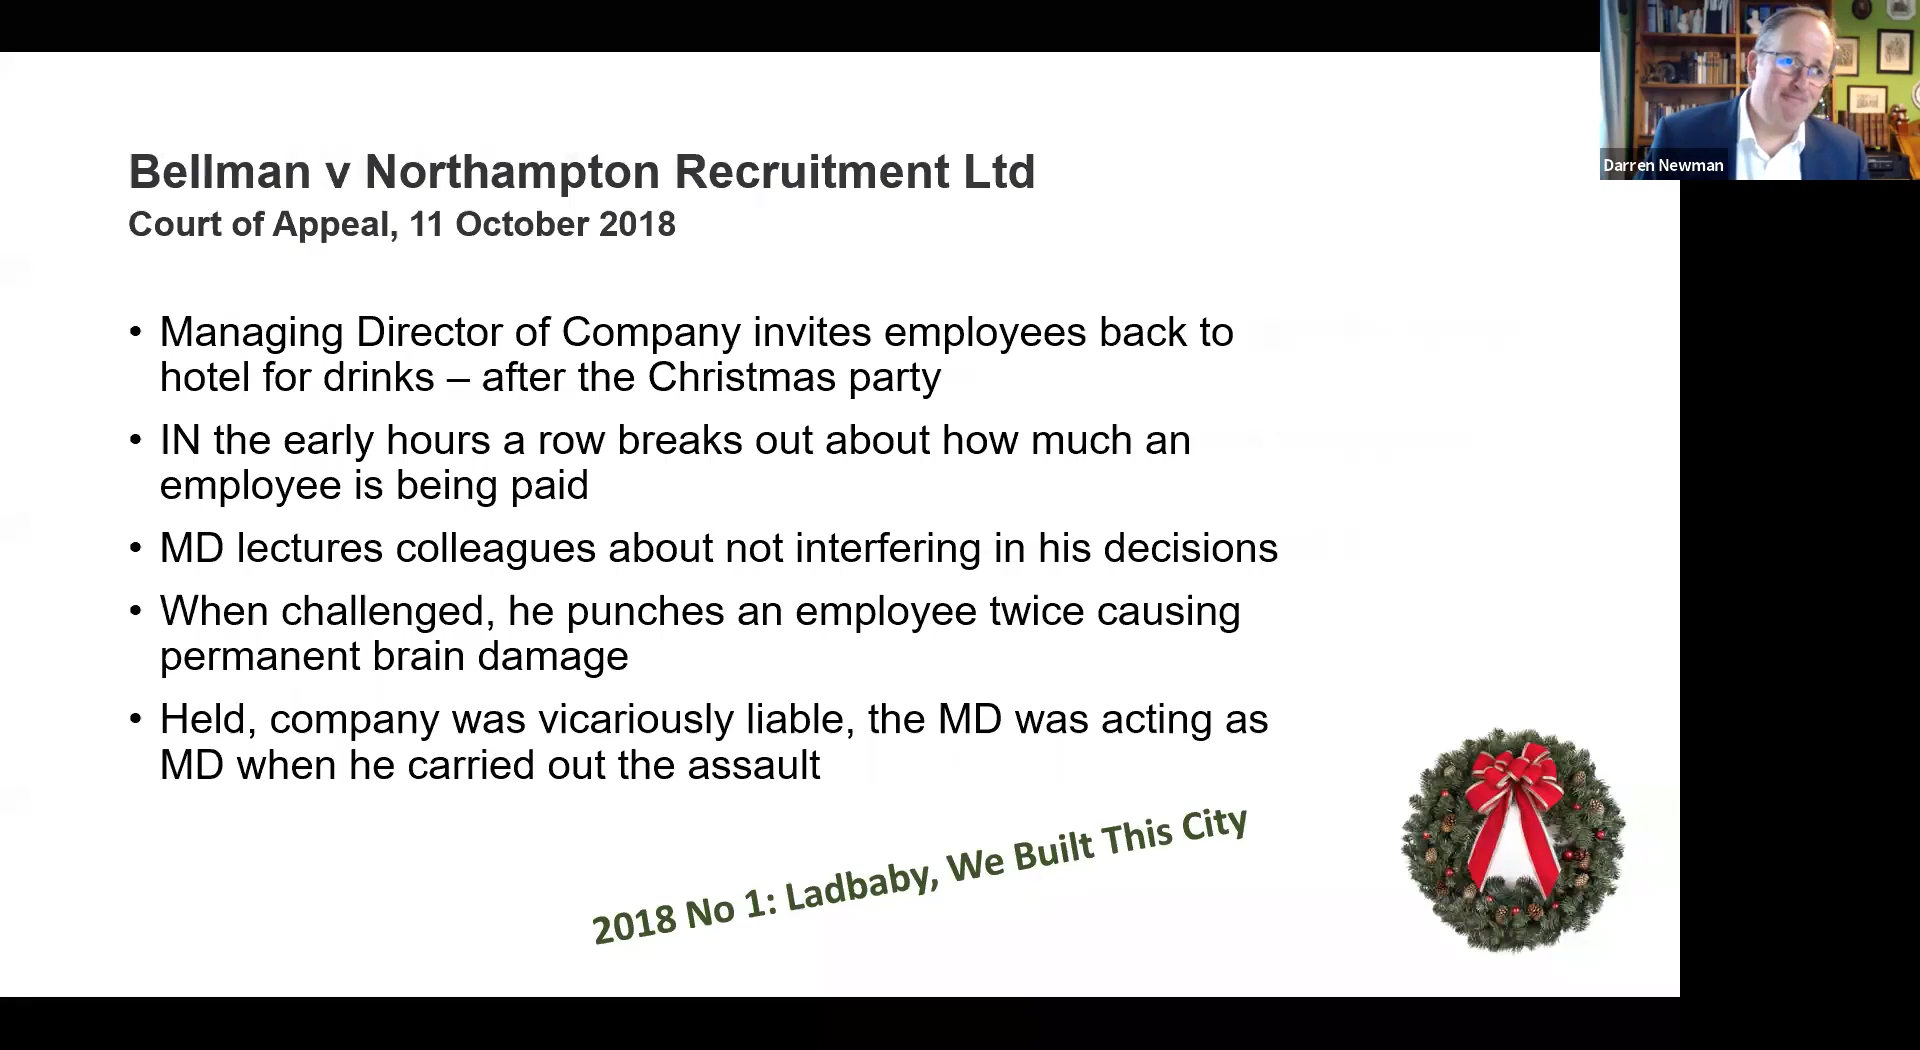 Darren Newman
Bellman v Northampton Recruitment Ltd
Court of Appeal, 11 October 2018
• Managing Director of Company invites employees back to
hotel for drinks – after the Christmas party
• IN the early hours a row breaks out about how much an
employee is being paid
• MD lectures colleagues about not interfering in his decisions
• When challenged, he punches an employee twice causing
permanent brain damage
• Held, company was vicariously liable, the MD was acting as
MD when he carried out the assault
2018 No 1: Ladbaby, We Built This City